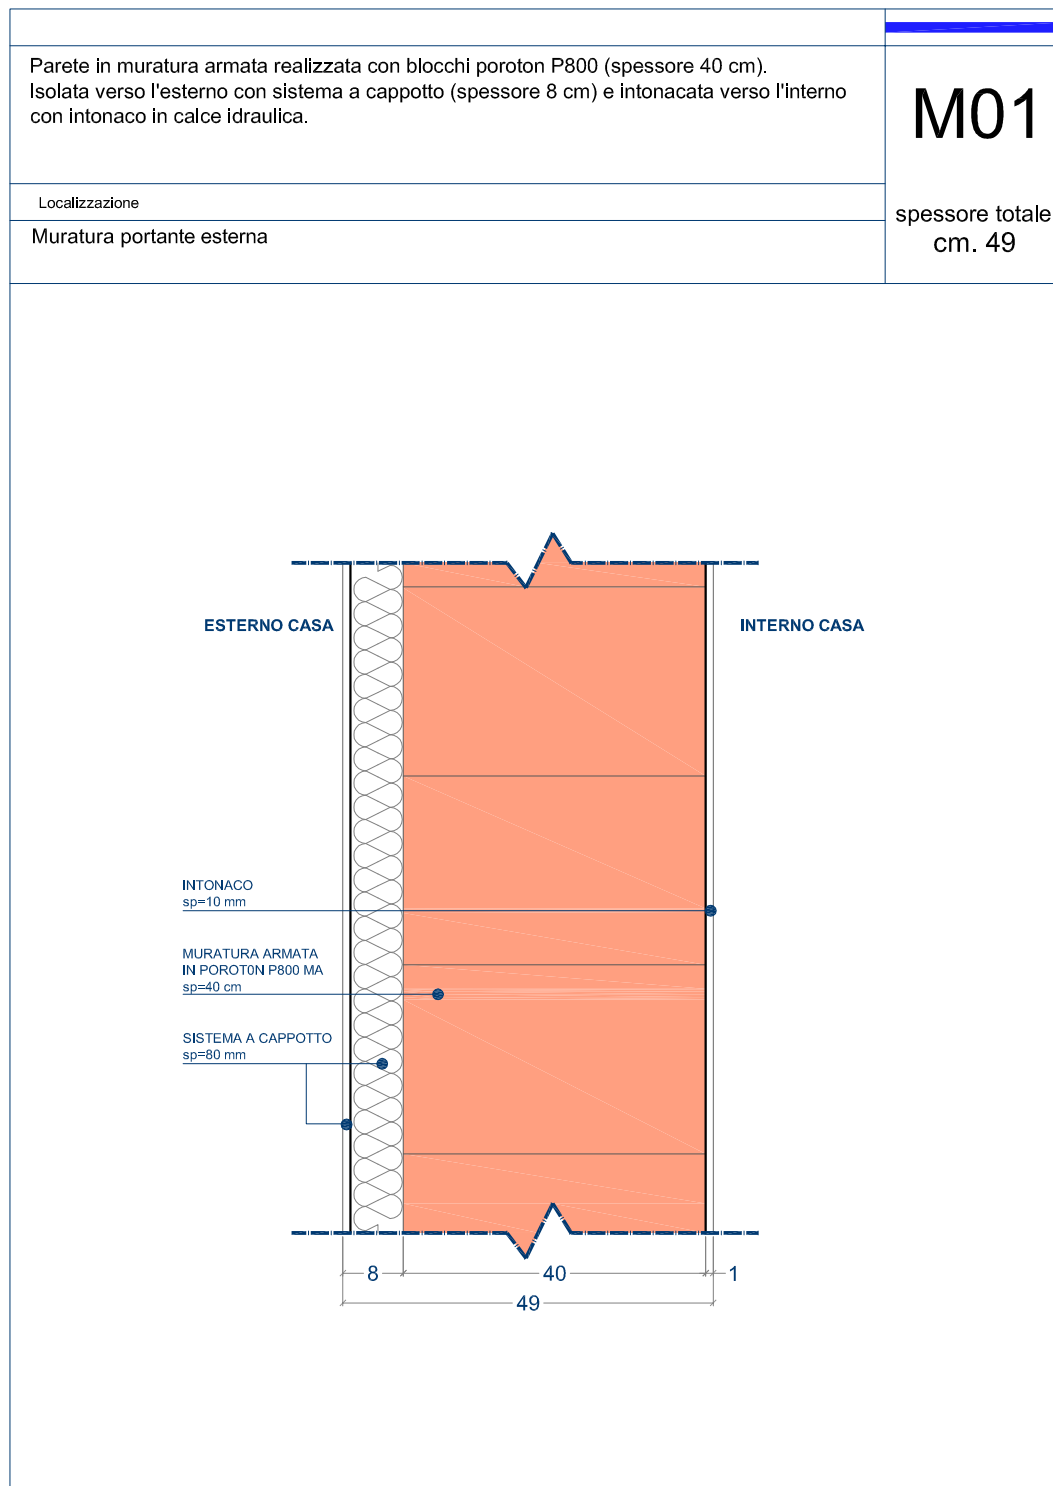 Parete in muratura armata realizzata con blocchi poroton P800 (spessore 40 cm).
Isolata verso l'esterno con sistema a cappotto (spessore 8 cm) e intonacata verso l'interno
con intonaco in calce idraulica.
M01
Localizzazione
spessore totale
cm. 49
Muratura portante esterna
ESTERNO CASA
INTERNO CASA
INTONACO
sp=10 mm
MURATURA ARMATA
IN POROT0N P800 MA
sp=40 cm
SISTEMA A CAPPOTTO
sp=80 mm
8 40 1
49